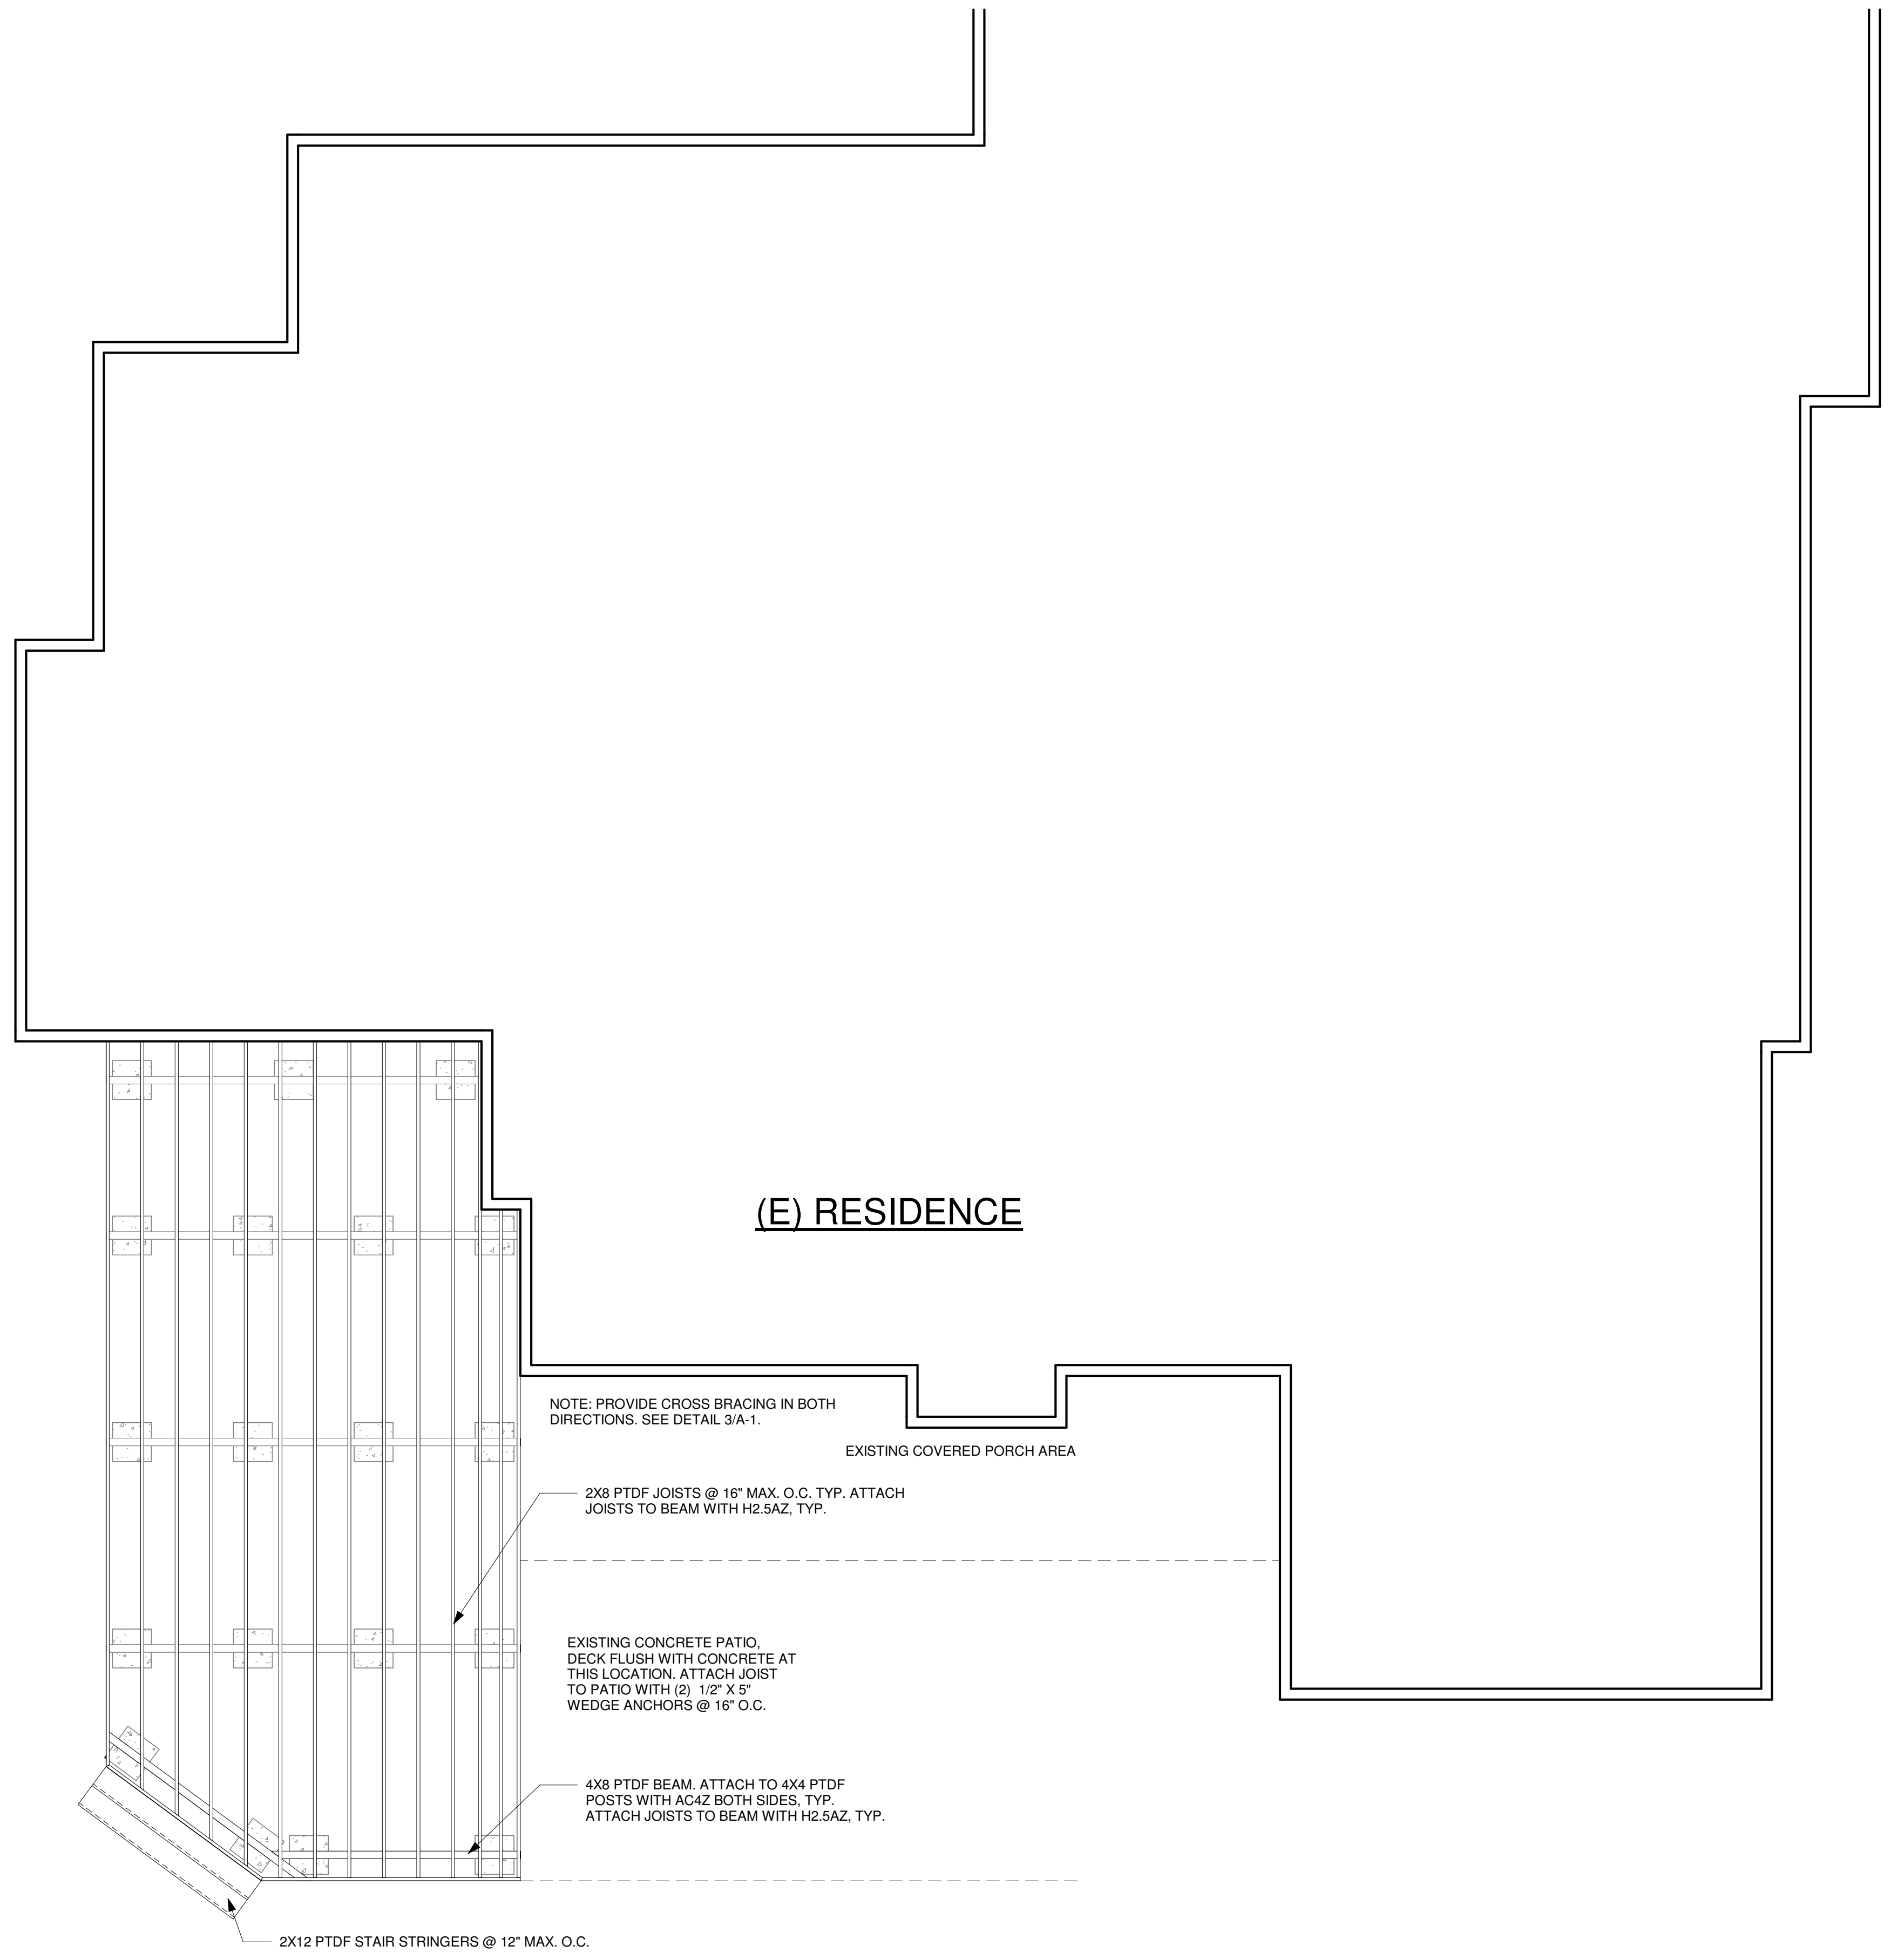 (E) RESIDENCE
NOTE: PROVIDE CROSS BRACING IN BOTH
DIRECTIONS. SEE DETAIL 3/A-1.
EXISTING COVERED PORCH AREA
2X8 PTDF JOISTS @ 16" MAX. O.C. TYP. ATTACH
JOISTS TO BEAM WITH H2.5AZ, TYP.
EXISTING CONCRETE PATIO,
DECK FLUSH WITH CONCRETE AT
THIS LOCATION. ATTACH JOIST
TO PATIO WITH (2)  1/2" X 5"
WEDGE ANCHORS @ 16" O.C.
4X8 PTDF BEAM. ATTACH TO 4X4 PTDF
POSTS WITH AC4Z BOTH SIDES, TYP.
ATTACH JOISTS TO BEAM WITH H2.5AZ, TYP.
2X12 PTDF STAIR STRINGERS @ 12" MAX. O.C.